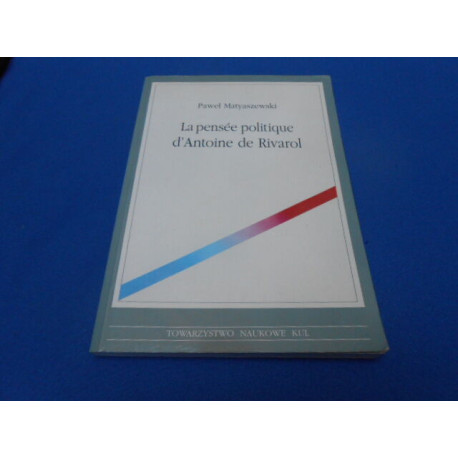 Paweł Matyaszewski
La pensée politique
d'Antoine de Rivarol
TOWARZYSTWO NAUKOWE KUL